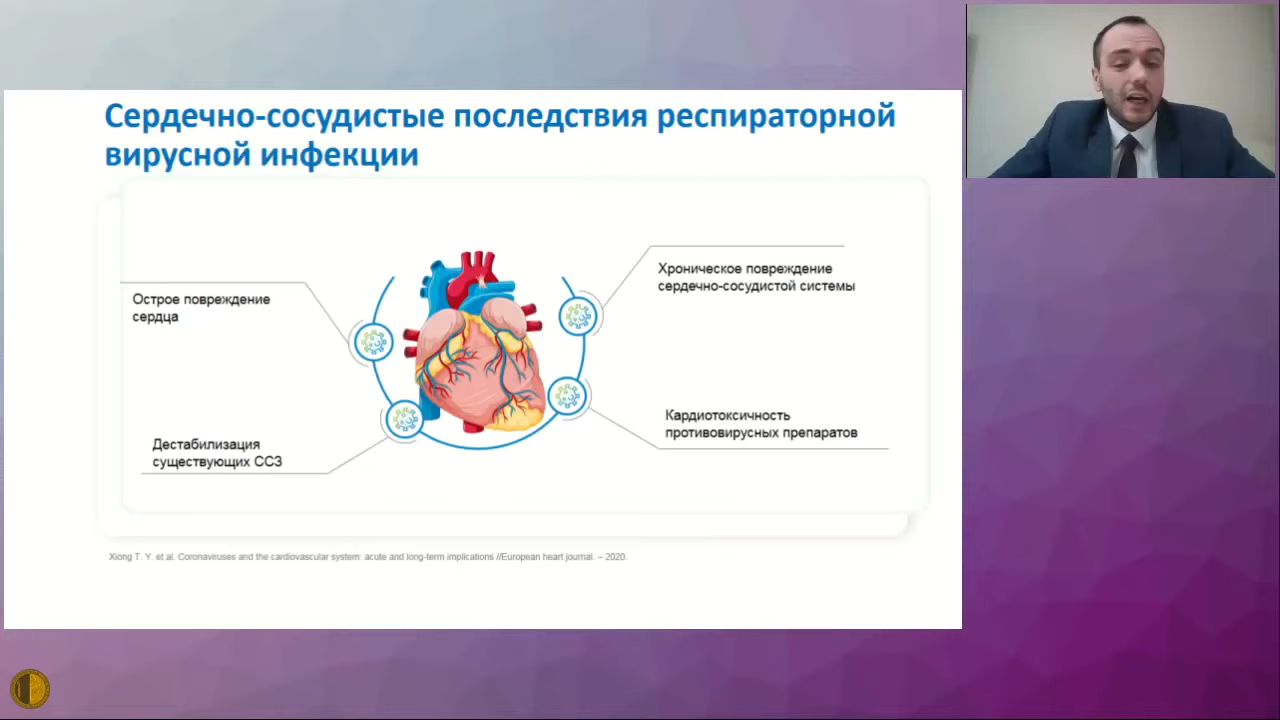 Сердечно-сосудистые последствия респираторной
вирусной инфекции
Острое повреждение
сердца
Хроническое повреждение
сердечно-сосудистой системы
Дестабилизация
существующих ССЗ
Кардиотоксичность
противовирусных препаратов
Xiong T. Y. et al. Coronaviruses and the cardiovascular system: acute and long-term implications //European heart journal. – 2020.